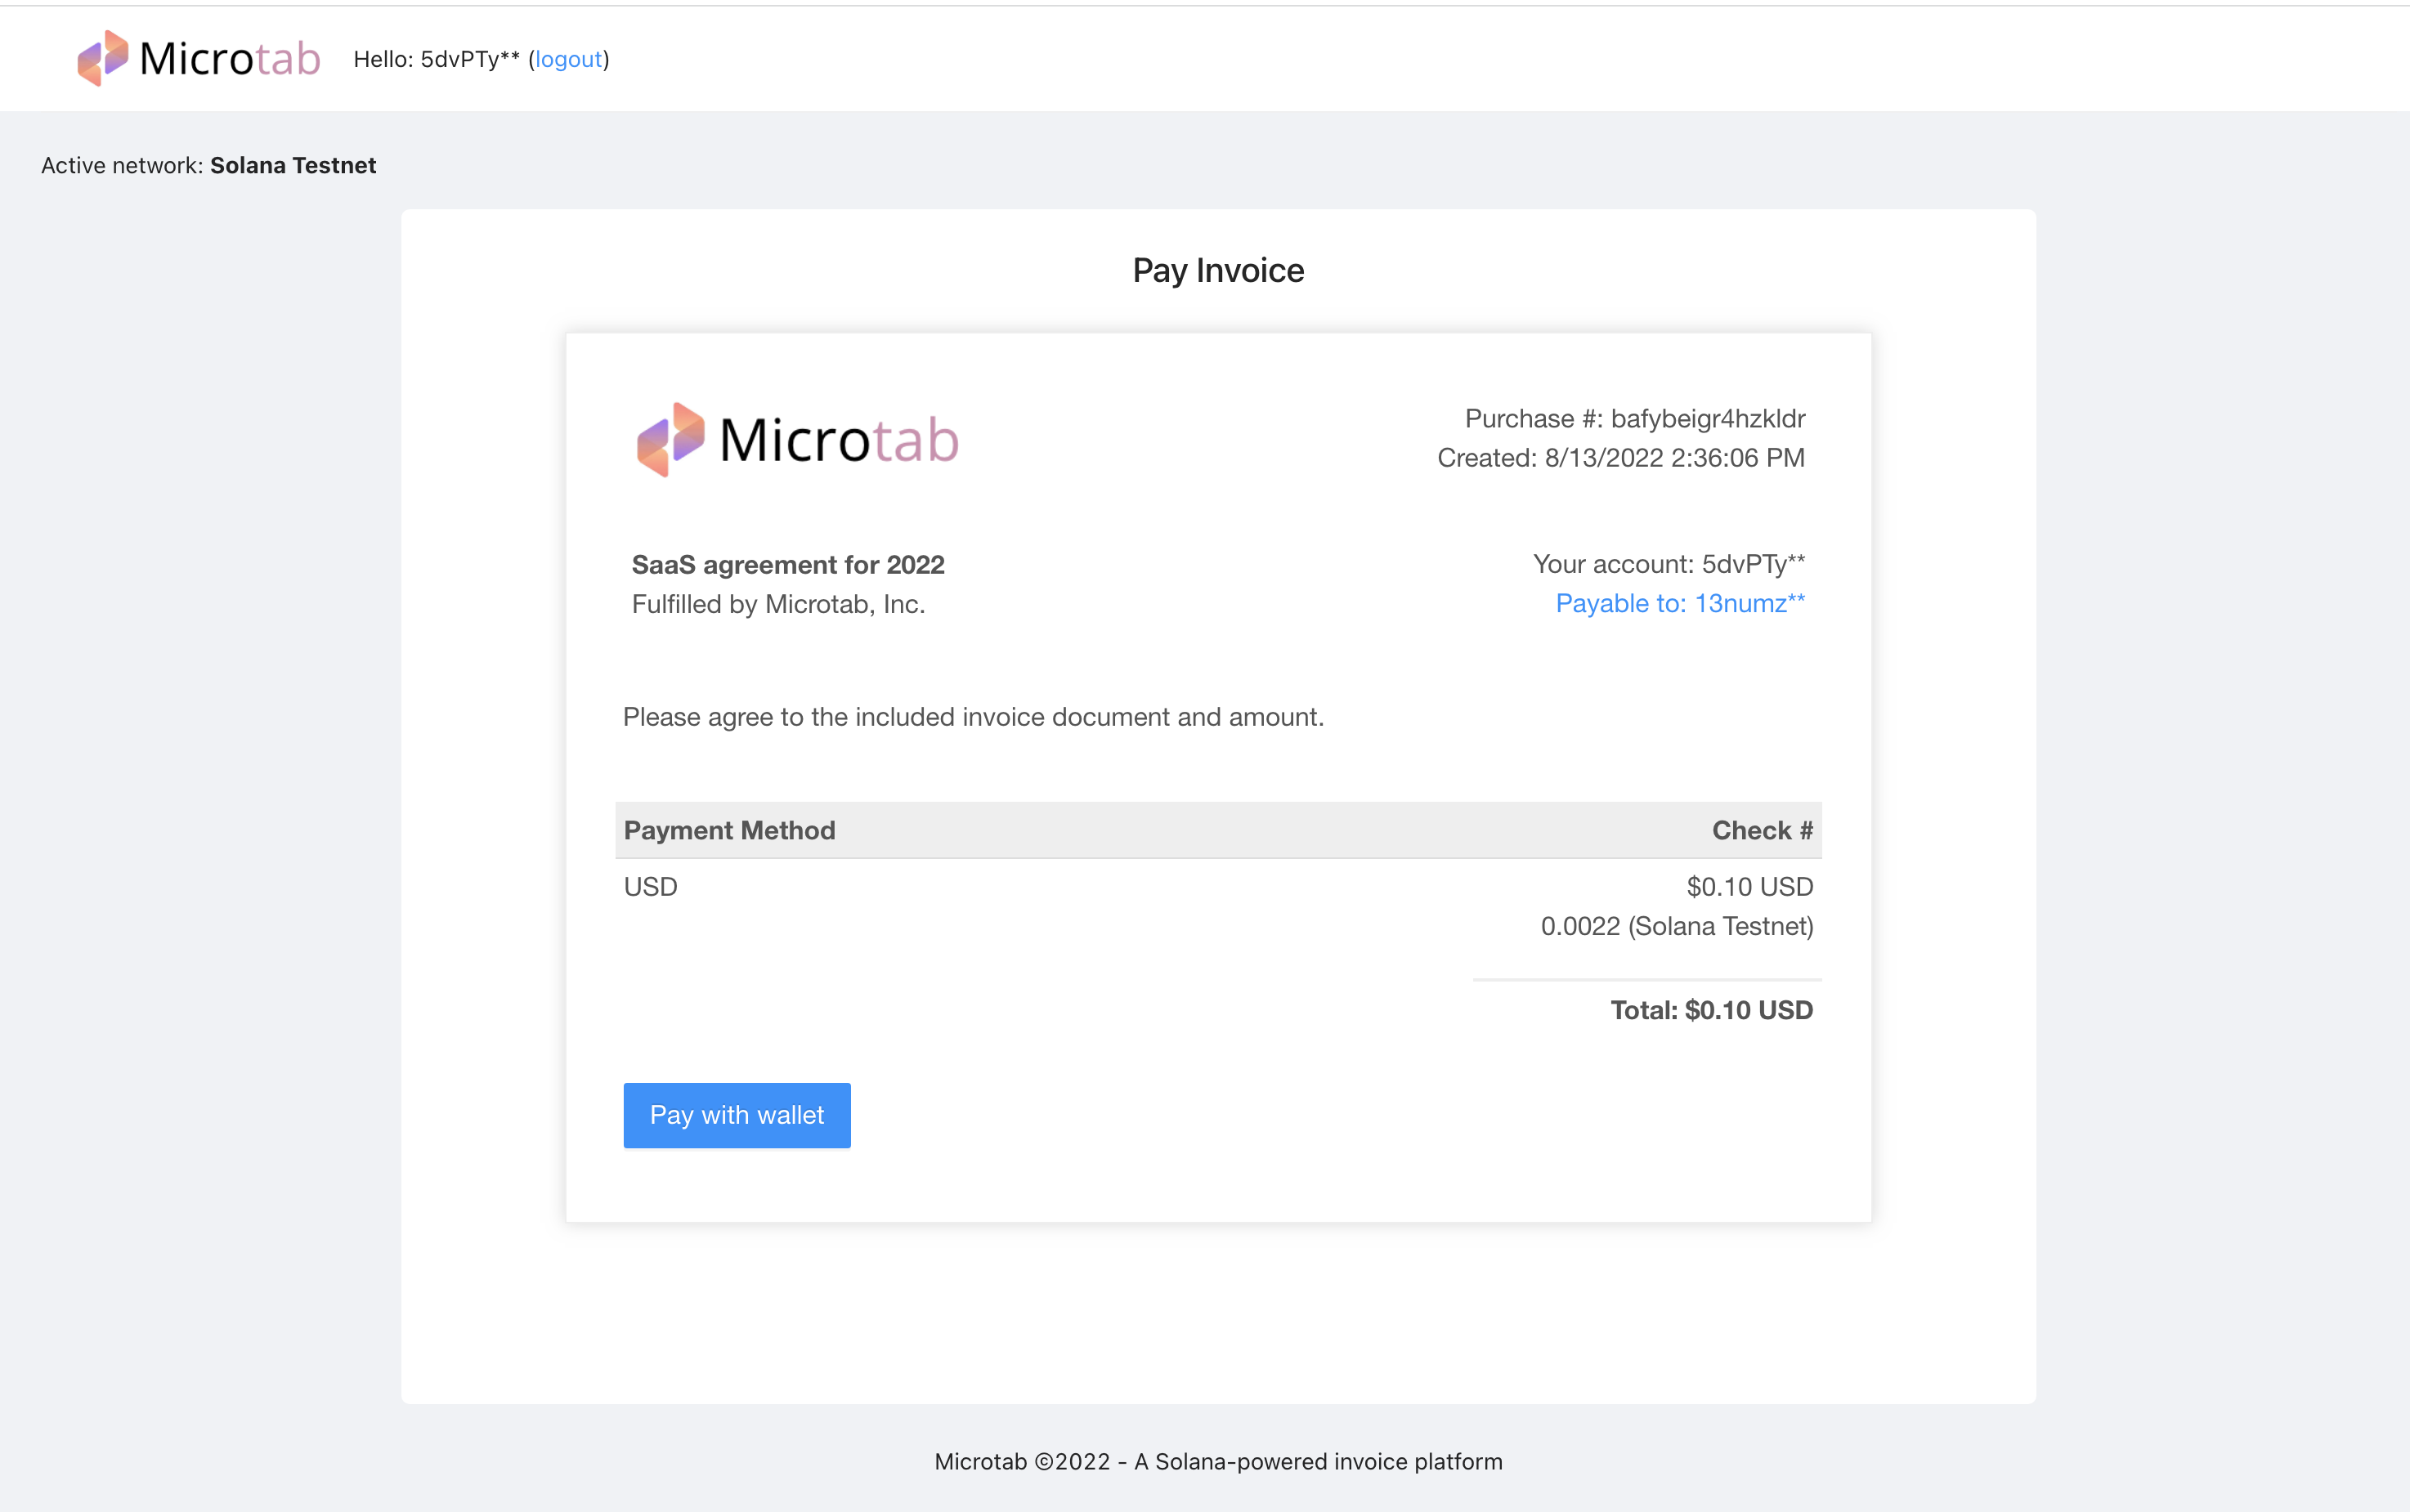 Microtab Hello: 5dvPTy** (logout)
Active network: Solana Testnet
Pay Invoice
Microtab
Purchase #: bafybeigr4hzkldr
Created: 8/13/2022 2:36:06 PM
SaaS agreement for 2022
Fulfilled by Microtab, Inc.
Your account: 5dvPTy**
Payable to: 13numz**
Please agree to the included invoice document and amount.
Payment Method Check #
USD $0.10 USD
0.0022 (Solana Testnet)
Total: $0.10 USD
Pay with wallet
Microtab ©2022 - A Solana-powered invoice platform